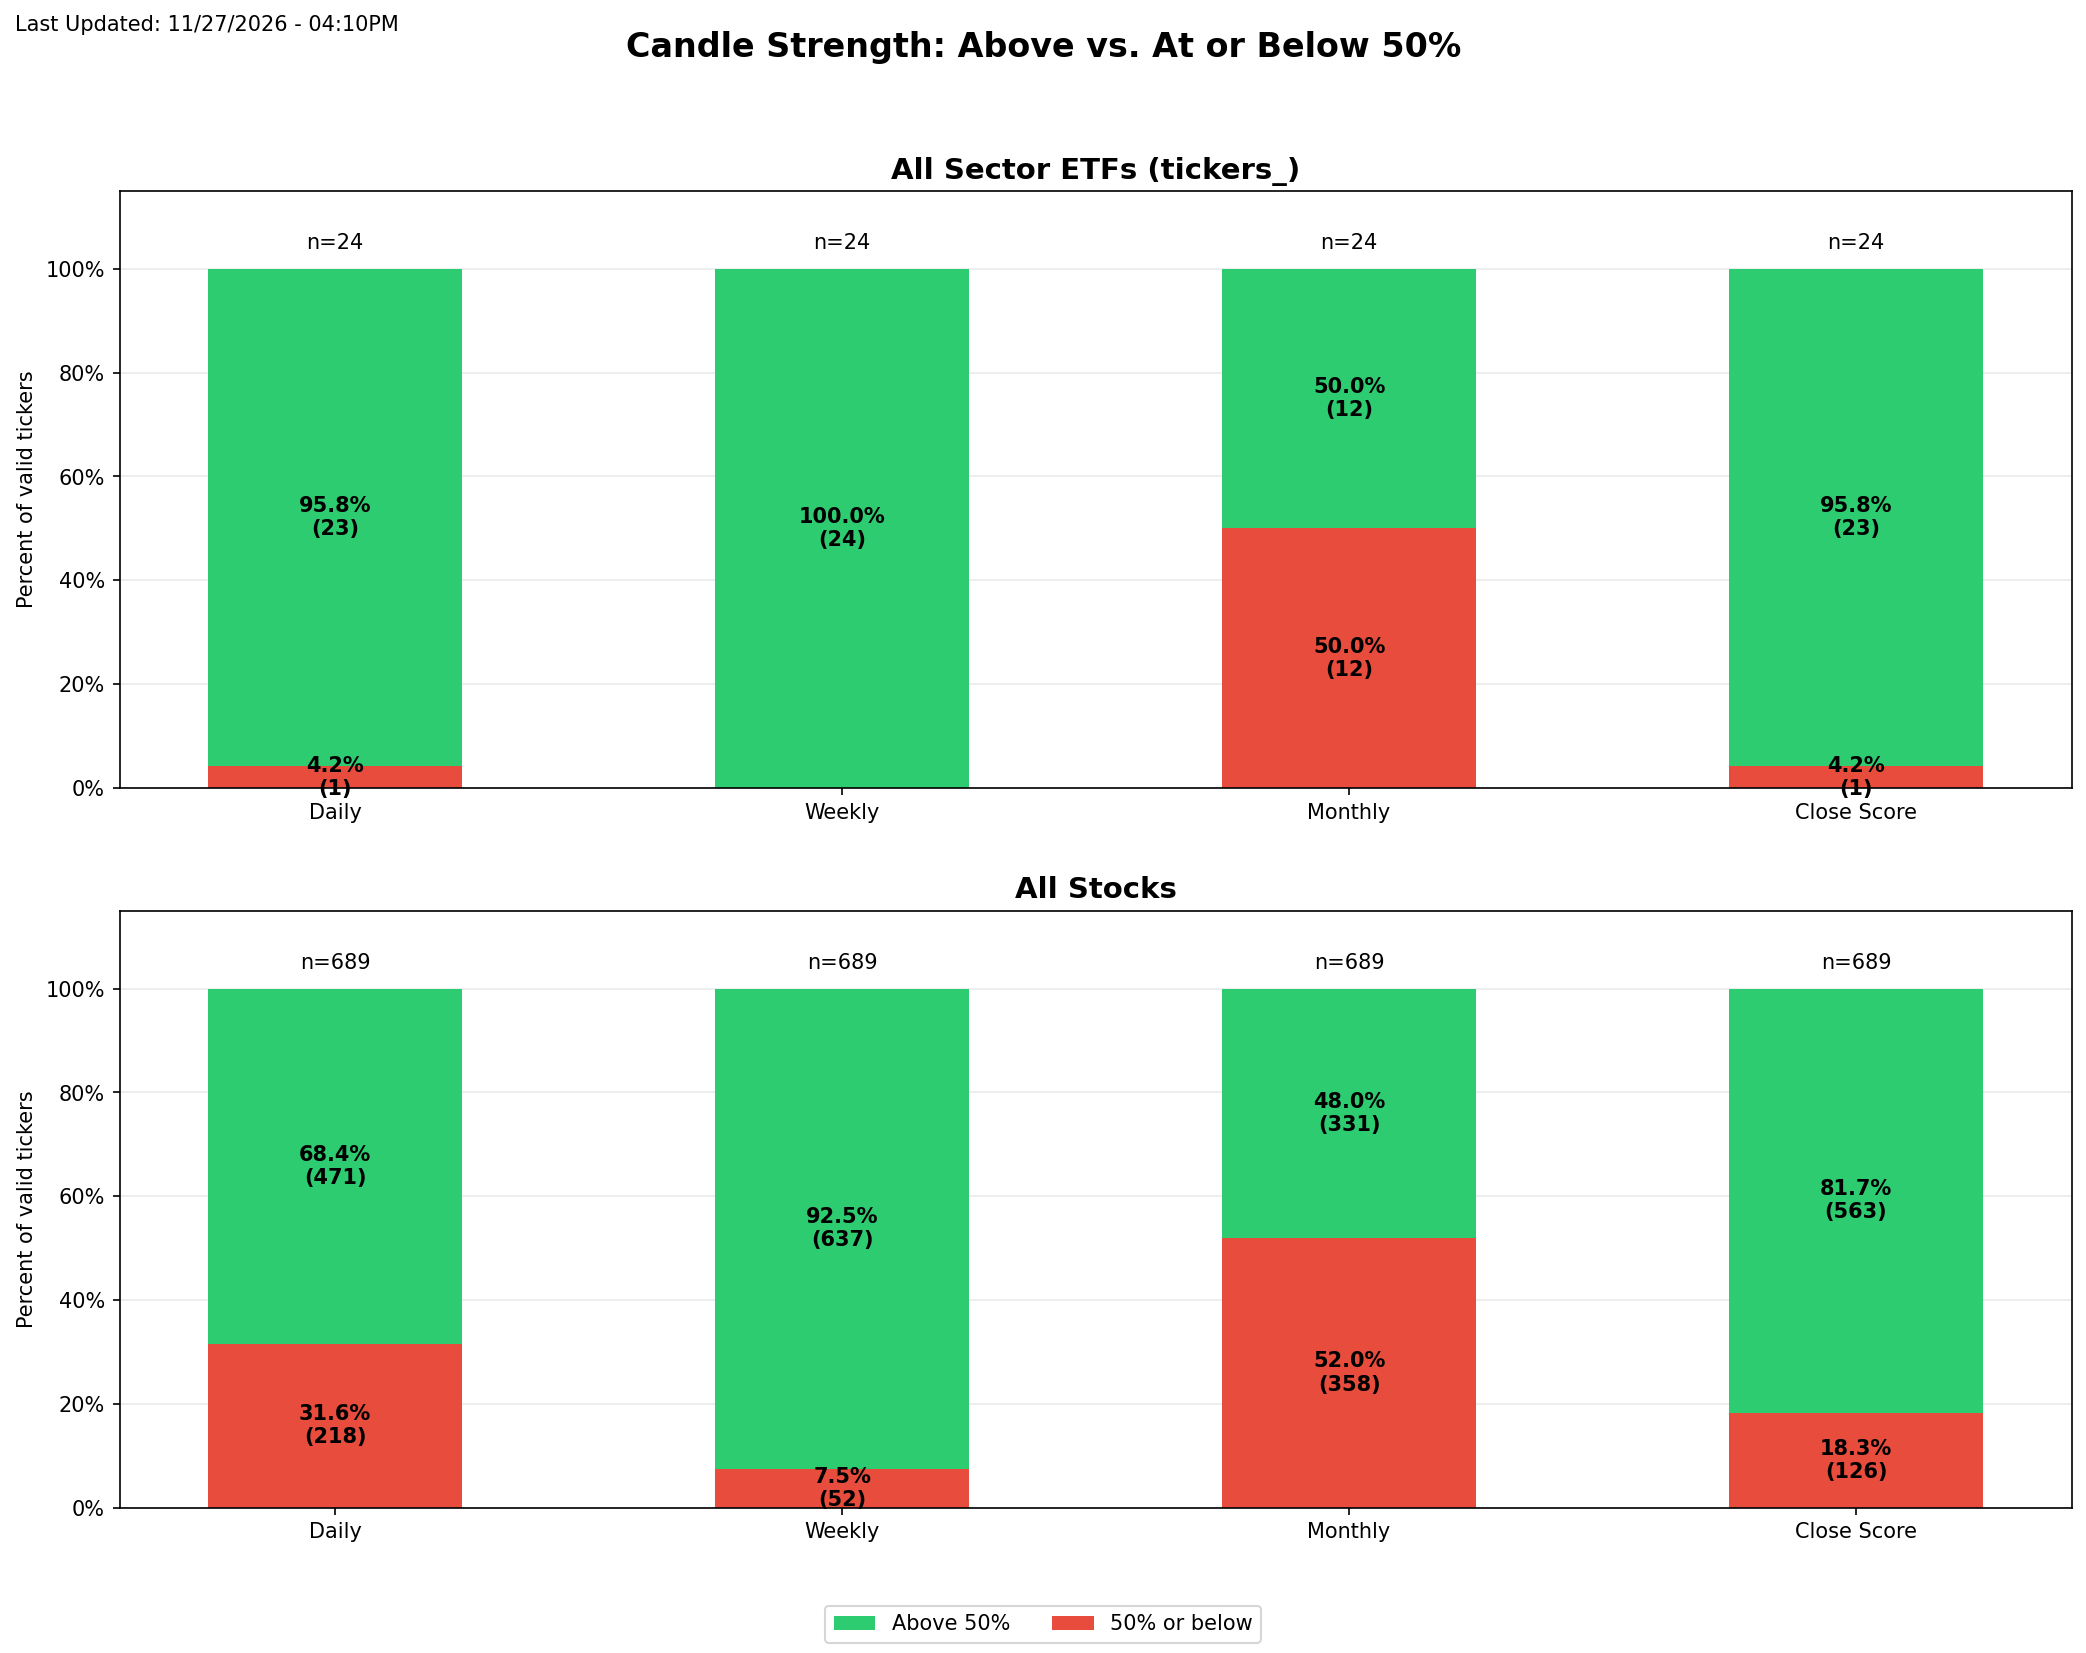 Last Updated: 11/27/2026 - 04:10PM
Candle Strength: Above vs. At or Below 50%
All Sector ETFs (tickers_)
n=24
n=24
n=24
n=24
Percent of valid tickers
100%
80%
60%
40%
20%
0%
95.8%
(23)
4.2%
(1)
100.0%
(24)
50.0%
(12)
50.0%
(12)
95.8%
(23)
4.2%
(1)
Daily
Weekly
Monthly
Close Score
All Stocks
n=689
n=689
n=689
n=689
Percent of valid tickers
100%
80%
60%
40%
20%
0%
68.4%
(471)
31.6%
(218)
92.5%
(637)
7.5%
(52)
48.0%
(331)
52.0%
(358)
81.7%
(563)
18.3%
(126)
Daily
Weekly
Monthly
Close Score
Above 50%
50% or below